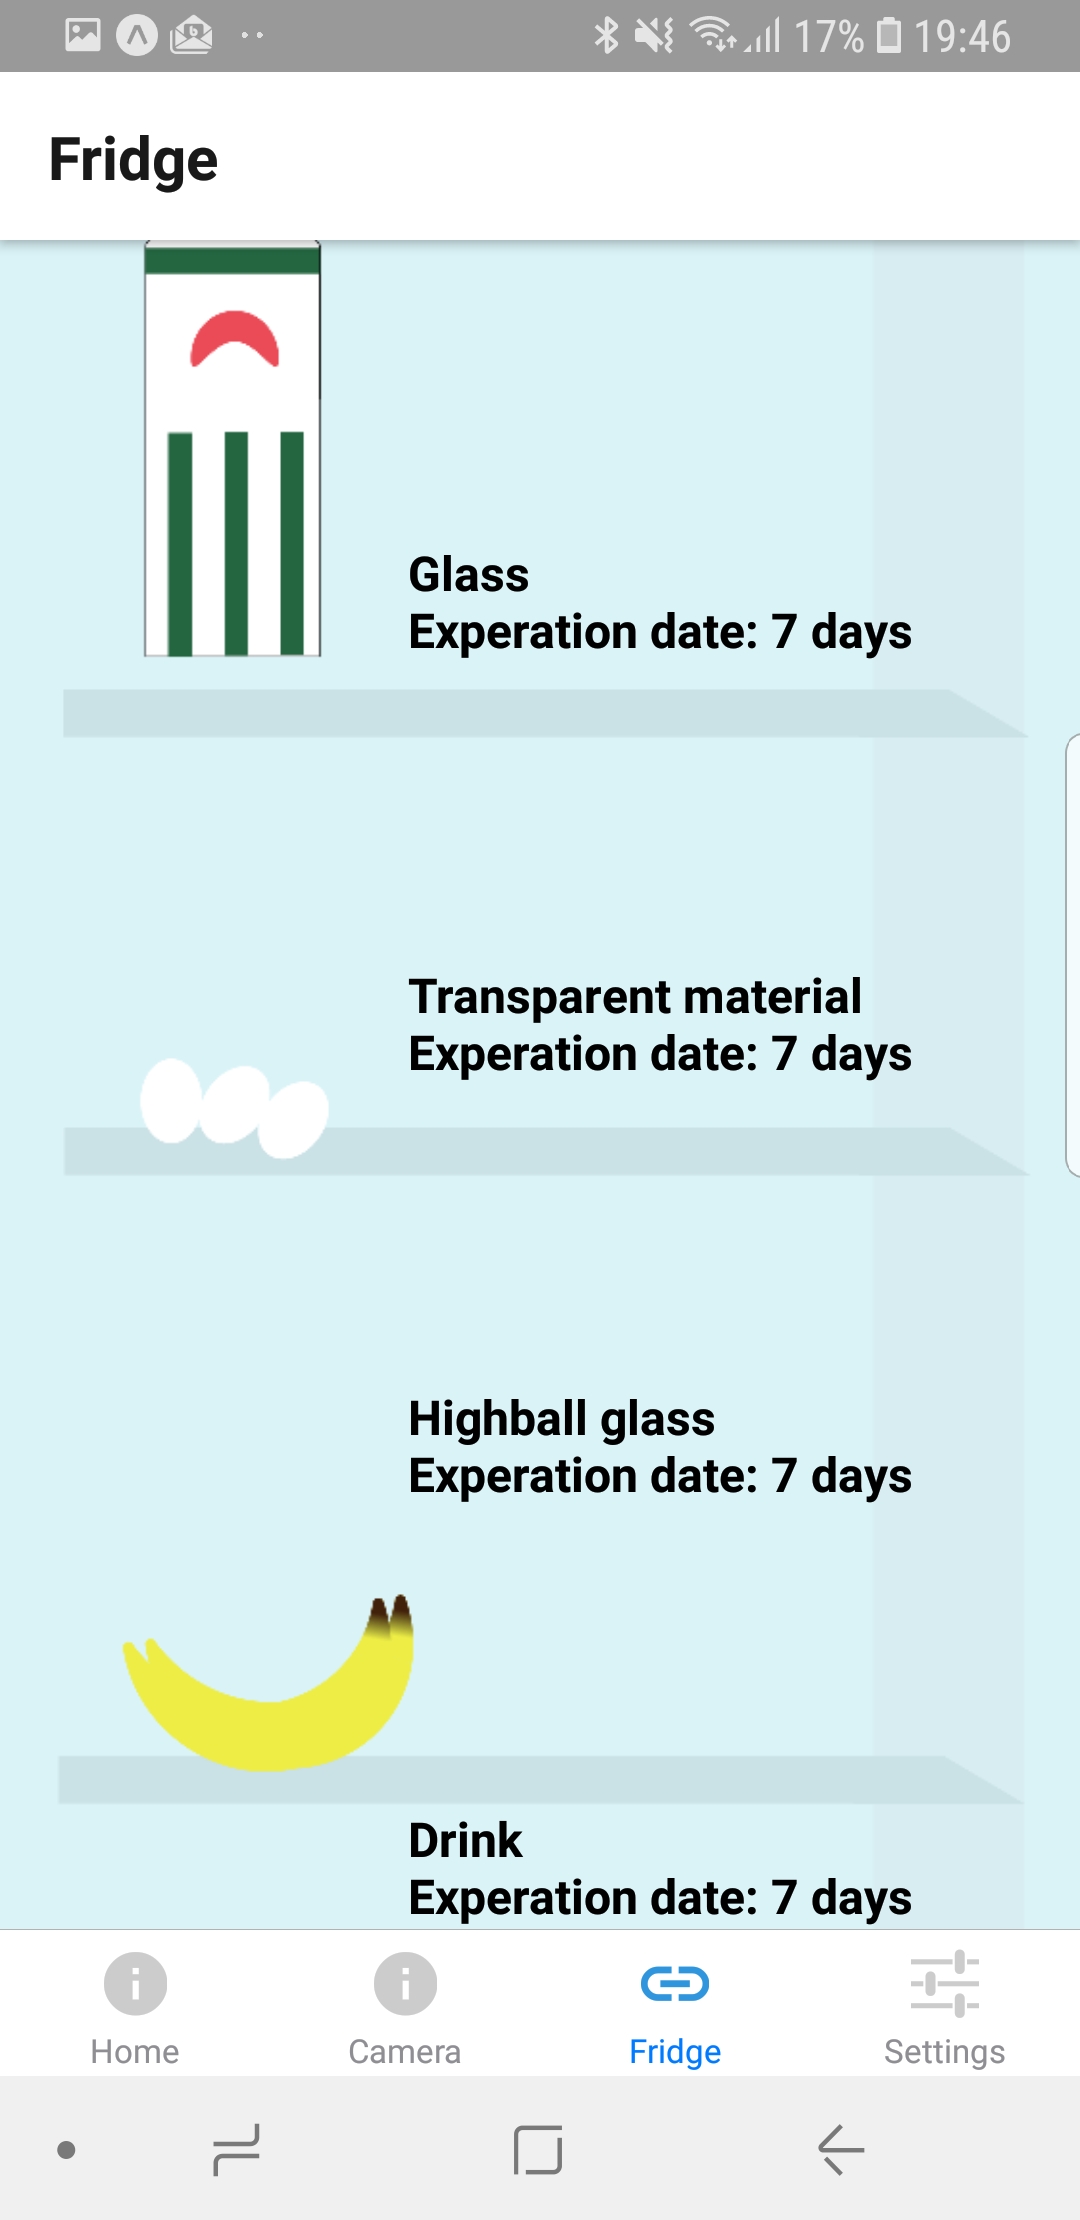 17% 19:46
Fridge
Glass
Experation date: 7 days
Transparent material
Experation date: 7 days
Highball glass
Experation date: 7 days
Drink
Experation date: 7 days
Home Camera Fridge Settings